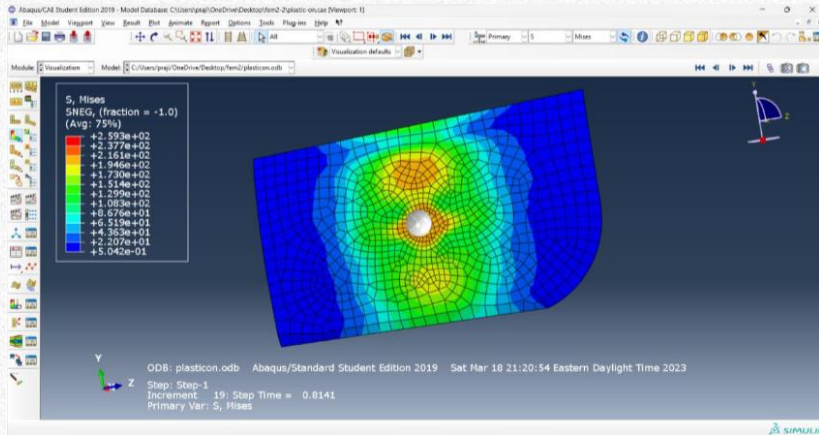 Abaqus/CAE Student Edition 2019 - Model Database: C:\Users\praji\OneDrive\Desktop\fem2-2\plastic-on.cae [Viewport: 1]
File Model Viewport View Result Plot Animate Report Options Tools Plug-ins Help
All Primary S Mises
Visualization defaults
Module: Visualization Model: C:/Users/praji/OneDrive/Desktop/fem2/plasticon.odb
S, Mises
SNEG, (fraction = -1.0)
(Avg: 75%)
+2.593e+02
+2.377e+02
+2.161e+02
+1.946e+02
+1.730e+02
+1.514e+02
+1.299e+02
+1.083e+02
+8.676e+01
+6.519e+01
+4.363e+01
+2.207e+01
+5.042e-01
Y
Z
Y
Z
ODB: plasticon.odb Abaqus/Standard Student Edition 2019 Sat Mar 18 21:20:54 Eastern Daylight Time 2023
Step: Step-1
Increment 19: Step Time = 0.8141
Primary Var: S, Mises